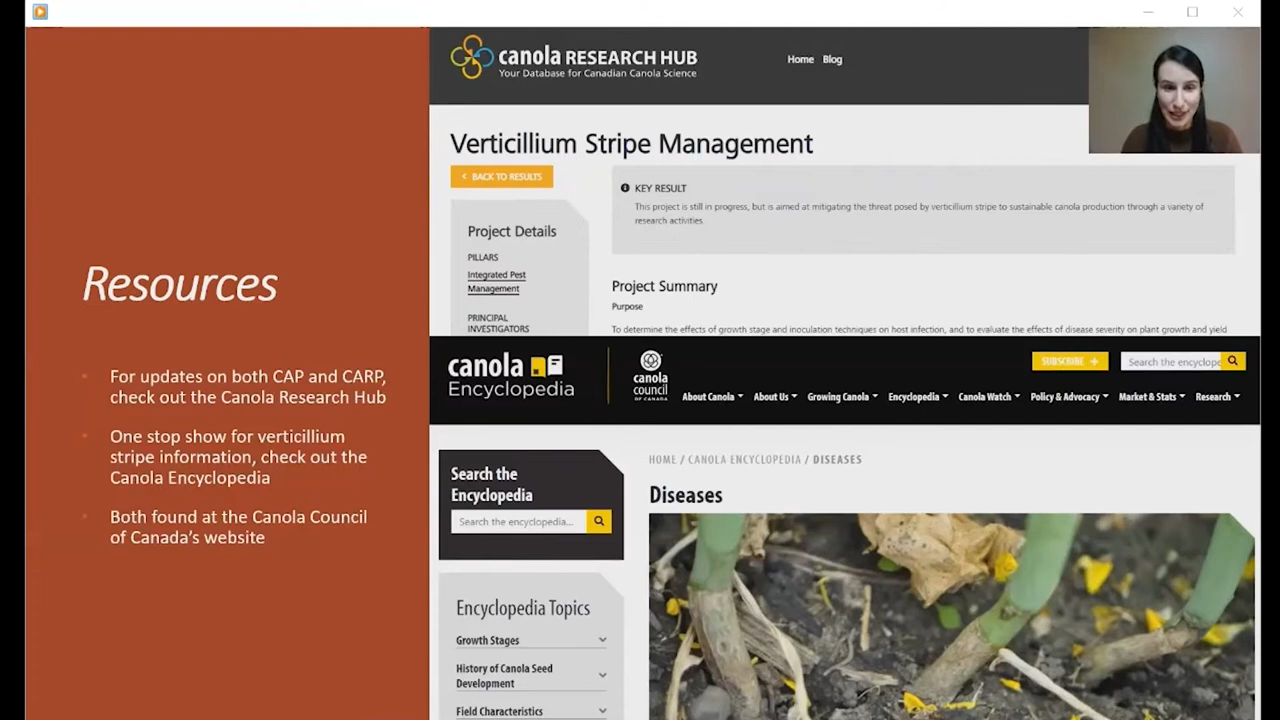 Resources
For updates on both CAP and CARP,
check out the Canola Research Hub
One stop show for verticillium
stripe information, check out the
Canola Encyclopedia
Both found at the Canola Council
of Canada's website
canola RESEARCH HUB
Your Database for Canadian Canola Science
Home Blog
Verticillium Stripe Management
< BACK TO RESULTS
KEY RESULT
This project is still in progress, but is aimed at mitigating the threat posed by verticillium stripe to sustainable canola production through a variety of
research activities.
Project Details
PILLARS
Integrated Pest
Management
PRINCIPAL
INVESTIGATORS
Project Summary
Purpose
To determine the effects of growth stage and inoculation techniques on host infection, and to evaluate the effects of disease severity on plant growth and yield
canola
Encyclopedia
canola
council
OF CANADA
SUBSCRIBE +
Search the encyclope
About Canola About Us Growing Canola Encyclopedia Canola Watch Policy & Advocacy Market & Stats Research
Search the
Encyclopedia
Search the encyclopedia...
Encyclopedia Topics
Growth Stages
History of Canola Seed
Development
Field Characteristics
HOME / CANOLA ENCYCLOPEDIA / DISEASES
Diseases